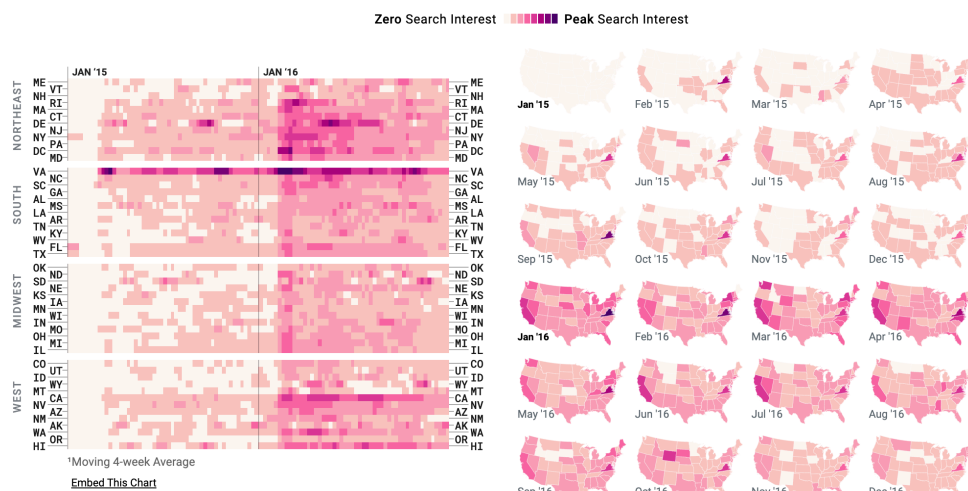 Zero Search Interest Peak Search Interest
JAN '15 JAN '16
NORTHEAST
ME ME
VT VT
NH NH
RI RI
MA MA
CT CT
DE DE
NJ NJ
NY NY
PA PA
DC DC
MD MD
SOUTH
VA VA
NC NC
SC SC
GA GA
AL AL
MS MS
LA LA
AR AR
TN TN
KY KY
WV WV
FL FL
TX TX
MIDWEST
OK OK
ND ND
SD SD
NE NE
KS KS
IA IA
MN MN
WI WI
IN IN
MO MO
OH OH
MI MI
IL IL
WEST
CO CO
UT UT
ID ID
WY WY
MT MT
CA CA
NV NV
AZ AZ
NM NM
AK AK
WA WA
OR OR
HI HI
¹Moving 4-week Average
Embed This Chart
Jan '15 Feb '15 Mar '15 Apr '15
May '15 Jun '15 Jul '15 Aug '15
Sep '15 Oct '15 Nov '15 Dec '15
Jan '16 Feb '16 Mar '16 Apr '16
May '16 Jun '16 Jul '16 Aug '16
Sep '16 Oct '16 Nov '16 Dec '16